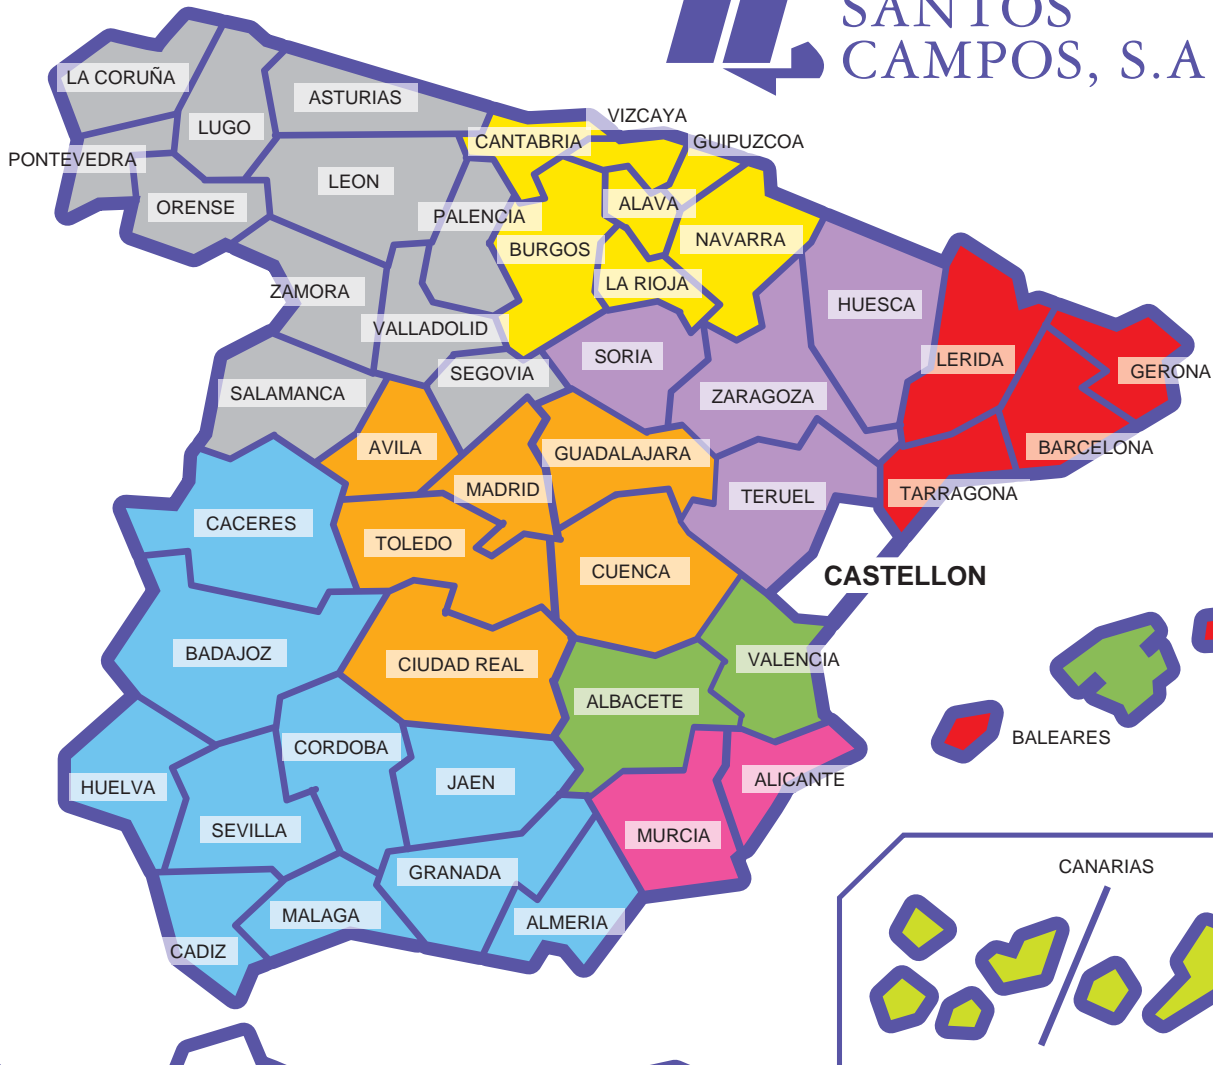 SANTOS
CAMPOS, S.A
LA CORUÑA
ASTURIAS
LUGO
VIZCAYA
CANTABRIA
GUIPUZCOA
PONTEVEDRA
LEON
ORENSE
PALENCIA
ALAVA
BURGOS
NAVARRA
ZAMORA
LA RIOJA
HUESCA
VALLADOLID
SORIA
LERIDA
SEGOVIA
GERONA
SALAMANCA
ZARAGOZA
AVILA
GUADALAJARA
BARCELONA
MADRID
TERUEL
TARRAGONA
CACERES
TOLEDO
CUENCA
CASTELLON
BADAJOZ
CIUDAD REAL
VALENCIA
ALBACETE
BALEARES
CORDOBA
HUELVA
JAEN
ALICANTE
SEVILLA
MURCIA
CANARIAS
GRANADA
MALAGA
ALMERIA
CADIZ